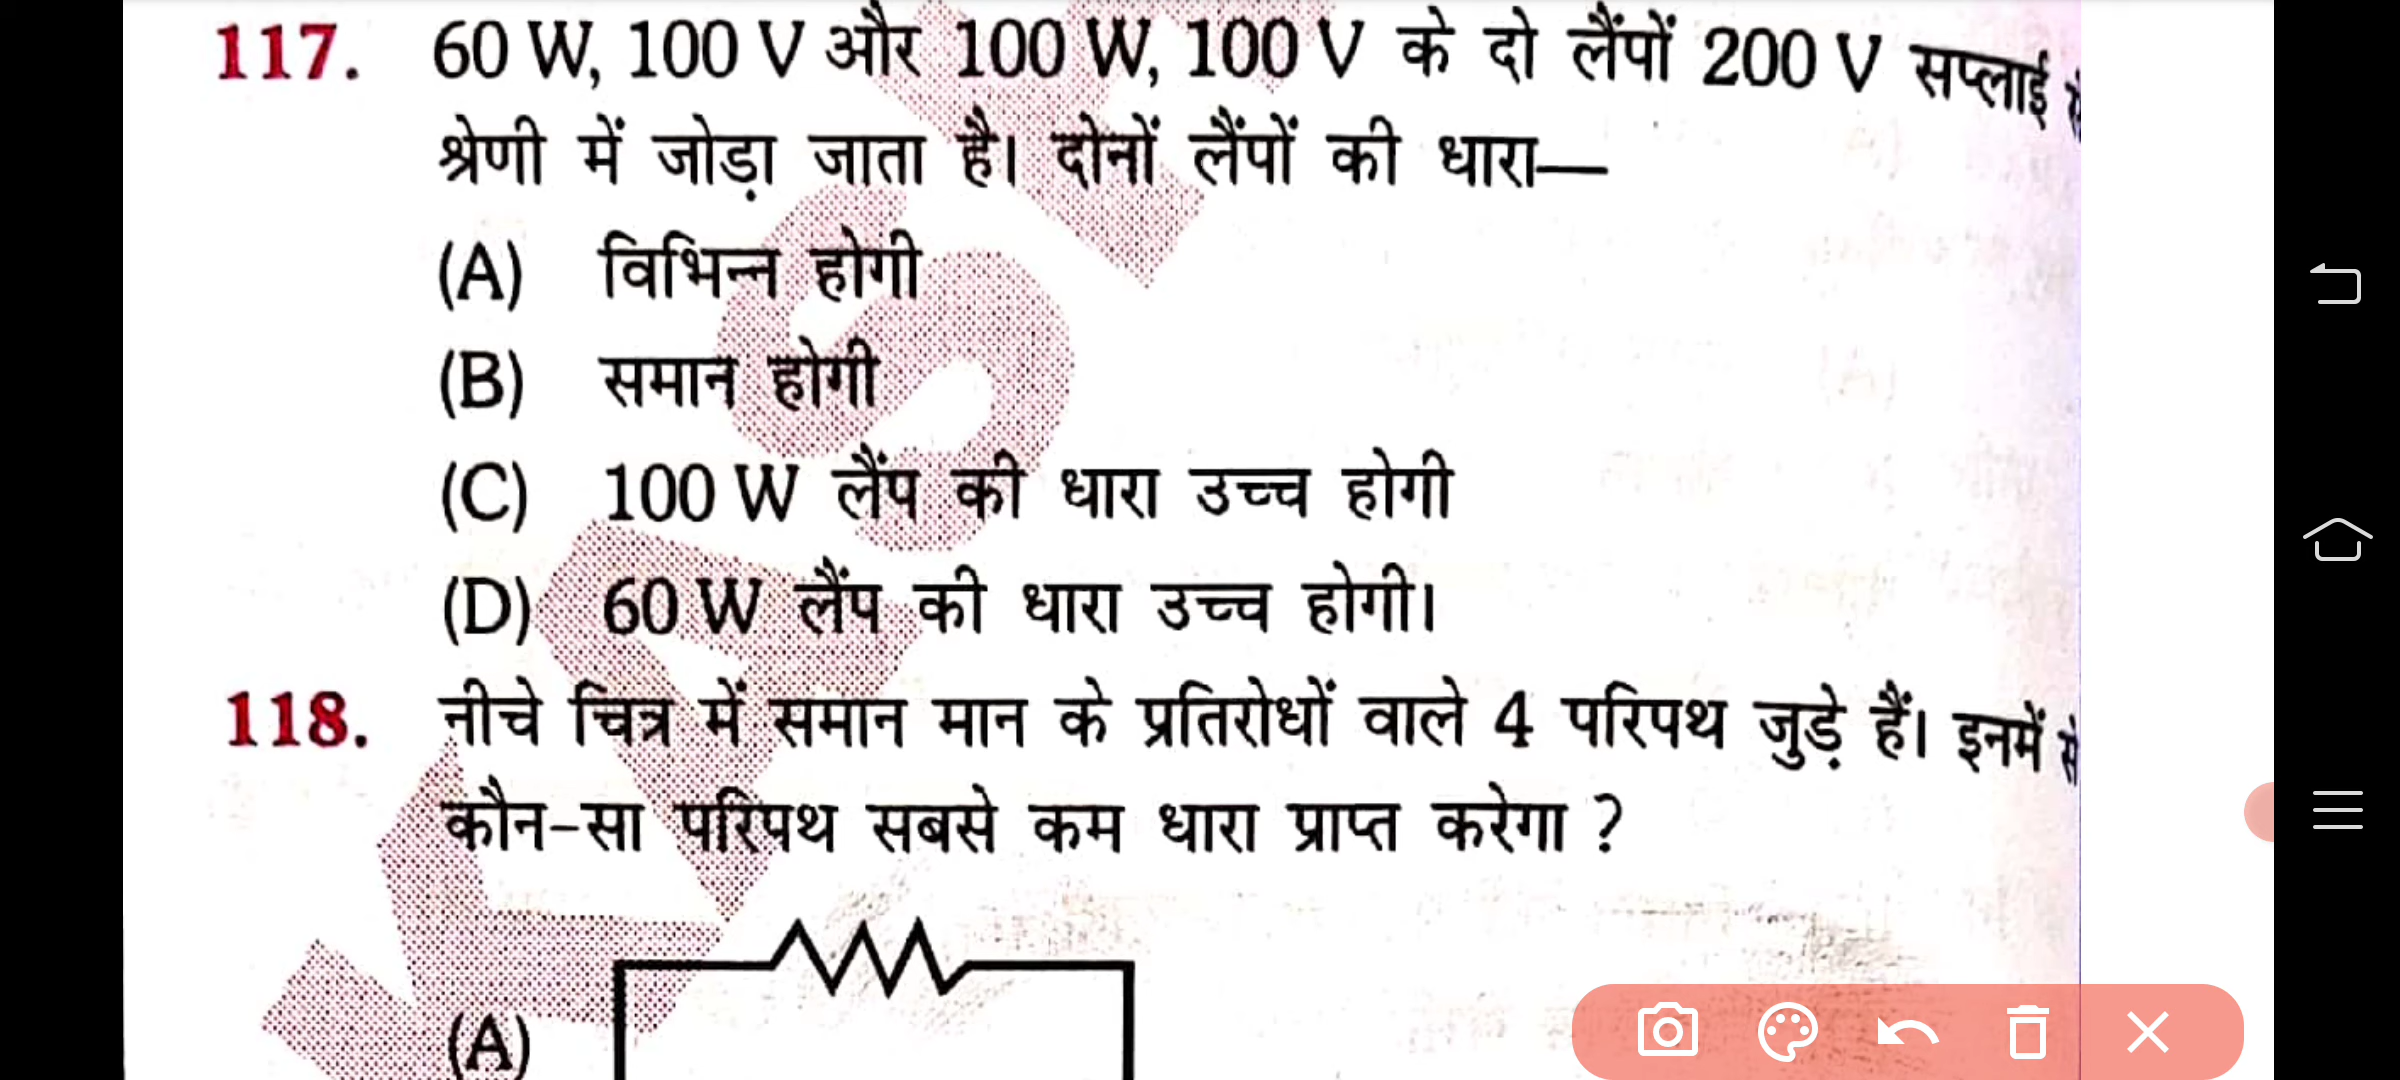 117. 60 W, 100 V और 100 W, 100 V के दो लैंपों 200 V सप्लाई से
श्रेणी में जोड़ा जाता है। दोनों लैंपों की धारा—
(A) विभिन्न होगी
(B) समान होगी
(C) 100 W लैंप की धारा उच्च होगी
(D) 60 W लैंप की धारा उच्च होगी।
118. नीचे चित्र में समान मान के प्रतिरोधों वाले 4 परिपथ जुड़े हैं। इनमें से
कौन-सा परिपथ सबसे कम धारा प्राप्त करेगा ?
(A)